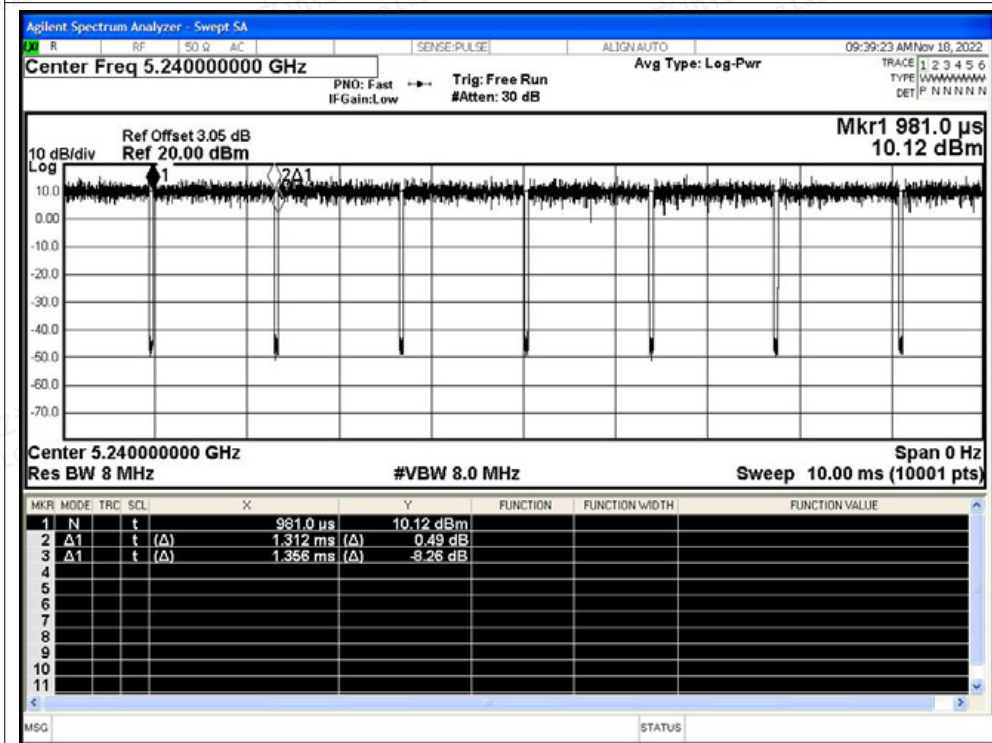 Agilent Spectrum Analyzer - Swept SA
R RF 50 Ω AC SENSE:PULSE ALIGN AUTO 09:39:23 AM Nov 18, 2022
Center Freq 5.240000000 GHz
PNO: Fast
IFGain:Low
Trig: Free Run
#Atten: 30 dB
Avg Type: Log-Pwr
TRACE 1 2 3 4 5 6
TYPE WWWWWW
DET P N N N N N
Mkr1 981.0 µs
10.12 dBm
Ref Offset 3.05 dB
10 dB/div Ref 20.00 dBm
Log
1 2Δ1
10.0
0.00
-10.0
-20.0
-30.0
-40.0
-50.0
-60.0
-70.0
Center 5.240000000 GHz Span 0 Hz
Res BW 8 MHz #VBW 8.0 MHz Sweep 10.00 ms (10001 pts)
MKR MODE TRC SCL X Y FUNCTION FUNCTION WIDTH FUNCTION VALUE
1 N t 981.0 µs 10.12 dBm
2 Δ1 t (Δ) 1.312 ms (Δ) 0.49 dB
3 Δ1 t (Δ) 1.356 ms (Δ) -8.26 dB
4
5
6
7
8
9
10
11
MSG STATUS